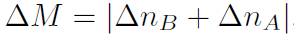 ΔM = |Δn_B + Δn_A|.